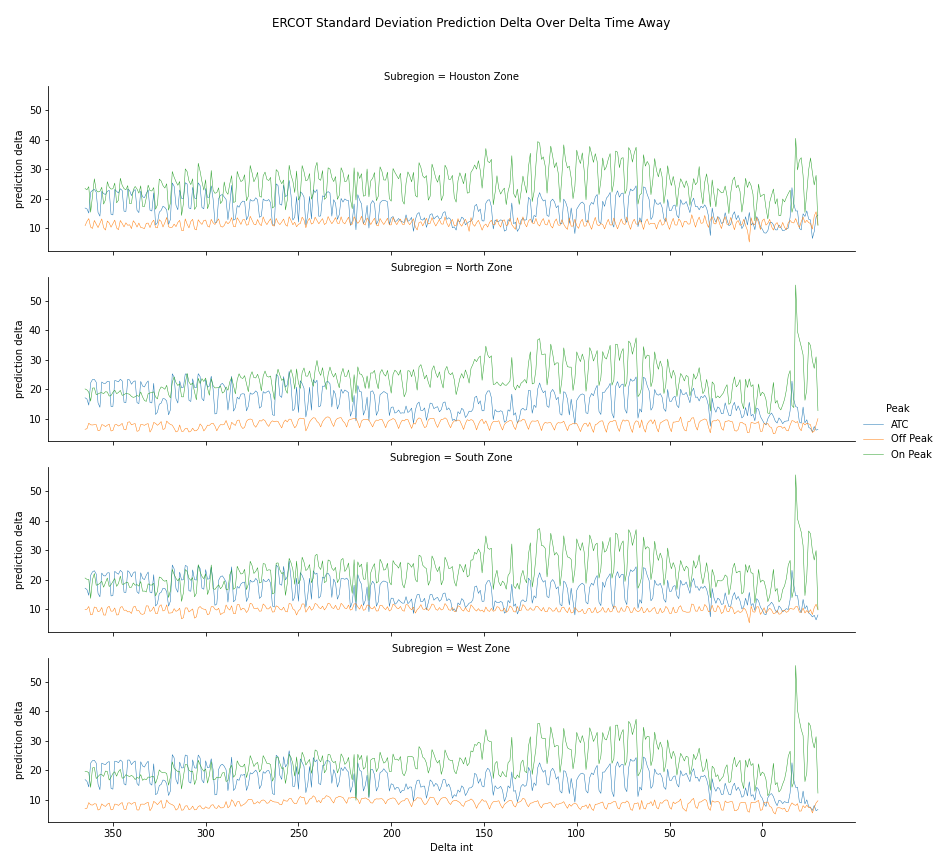 ERCOT Standard Deviation Prediction Delta Over Delta Time Away
Subregion = Houston Zone
prediction delta
50
40
30
20
10
Subregion = North Zone
prediction delta
50
40
30
20
10
Peak
ATC
Off Peak
On Peak
Subregion = South Zone
prediction delta
50
40
30
20
10
Subregion = West Zone
prediction delta
50
40
30
20
10
350 300 250 200 150 100 50 0
Delta int